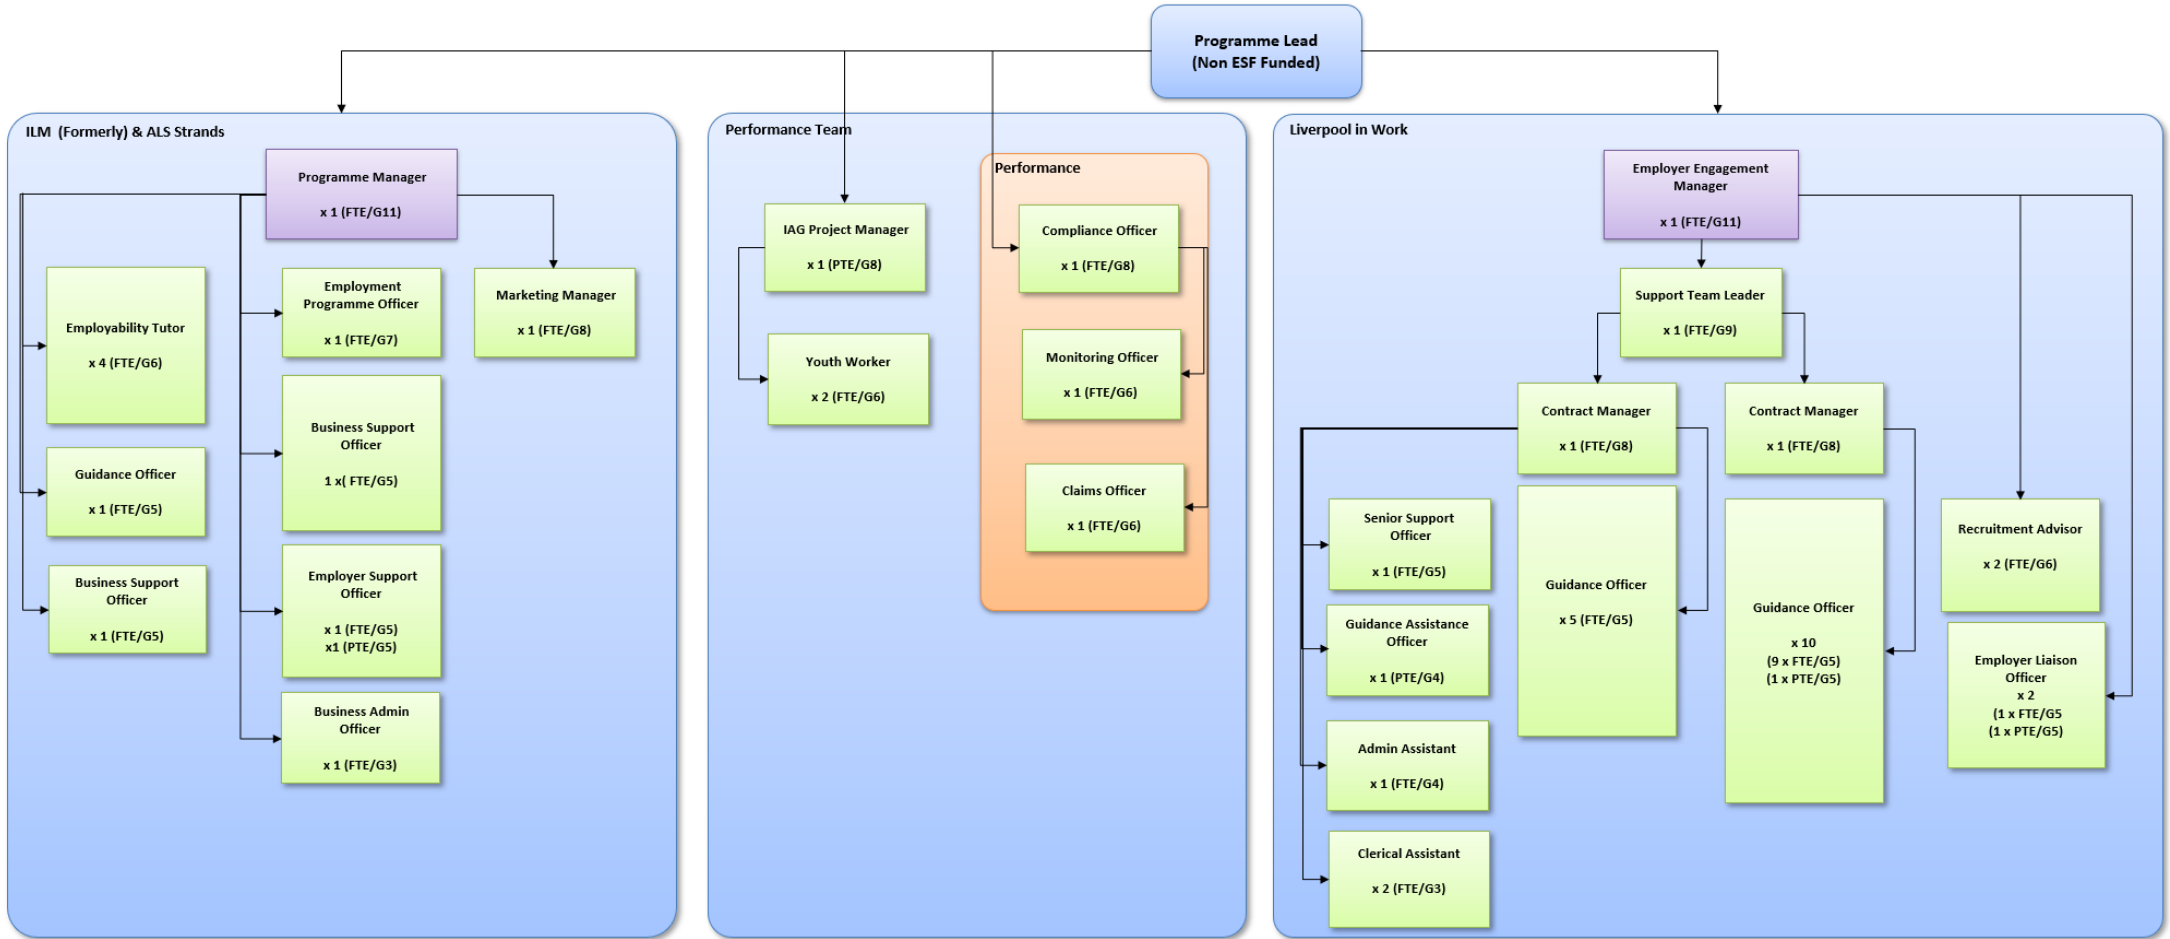 Programme Lead
(Non ESF Funded)
ILM  (Formerly) & ALS Strands
Programme Manager
x 1 (FTE/G11)
Employability Tutor
x 4 (FTE/G6)
Guidance Officer
x 1 (FTE/G5)
Business Support
Officer
x 1 (FTE/G5)
Employment
Programme Officer
x 1 (FTE/G7)
Business Support
Officer
1 x( FTE/G5)
Employer Support
Officer
x 1 (FTE/G5)
x1 (PTE/G5)
Business Admin
Officer
x 1 (FTE/G3)
Marketing Manager
x 1 (FTE/G8)
Performance Team
IAG Project Manager
x 1 (PTE/G8)
Youth Worker
x 2 (FTE/G6)
Performance
Compliance Officer
x 1 (FTE/G8)
Monitoring Officer
x 1 (FTE/G6)
Claims Officer
x 1 (FTE/G6)
Liverpool in Work
Employer Engagement
Manager
x 1 (FTE/G11)
Support Team Leader
x 1 (FTE/G9)
Contract Manager
x 1 (FTE/G8)
Contract Manager
x 1 (FTE/G8)
Senior Support
Officer
x 1 (FTE/G5)
Guidance Assistance
Officer
x 1 (PTE/G4)
Admin Assistant
x 1 (FTE/G4)
Clerical Assistant
x 2 (FTE/G3)
Guidance Officer
x 5 (FTE/G5)
Guidance Officer
x 10
(9 x FTE/G5)
(1 x PTE/G5)
Recruitment Advisor
x 2 (FTE/G6)
Employer Liaison
Officer
x 2
(1 x FTE/G5
(1 x PTE/G5)